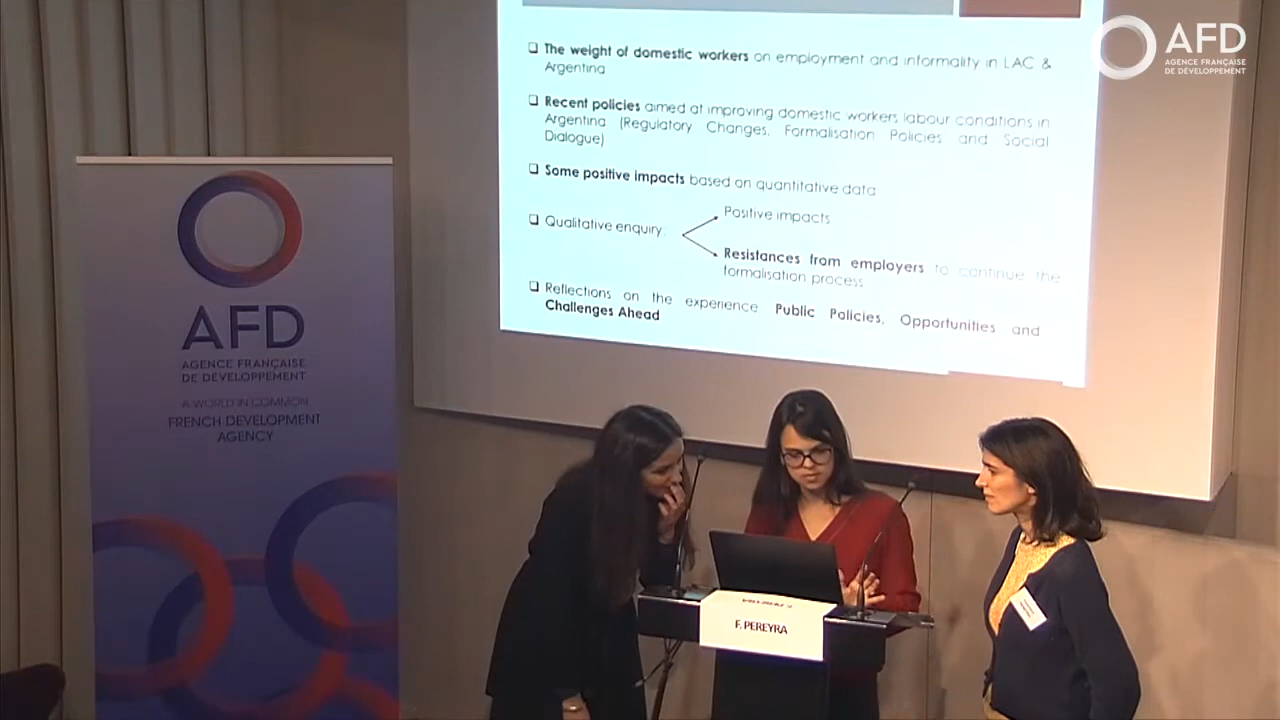 ❑ The weight of domestic workers on employment and informality in LAC &
Argentina
❑ Recent policies aimed at improving domestic workers labour conditions in
Argentina (Regulatory Changes, Formalisation Policies and Social
Dialogue)
❑ Some positive impacts based on quantitative data
❑ Qualitative enquiry:
Positive impacts
Resistances from employers to continue the
formalisation process
❑ Reflections on the experience Public Policies, Opportunities and
Challenges Ahead
AFD
AGENCE FRANÇAISE
DE DÉVELOPPEMENT
AFD
AGENCE FRANÇAISE
DE DÉVELOPPEMENT
A WORLD IN COMMON
FRENCH DEVELOPMENT
AGENCY
F. PEREYRA